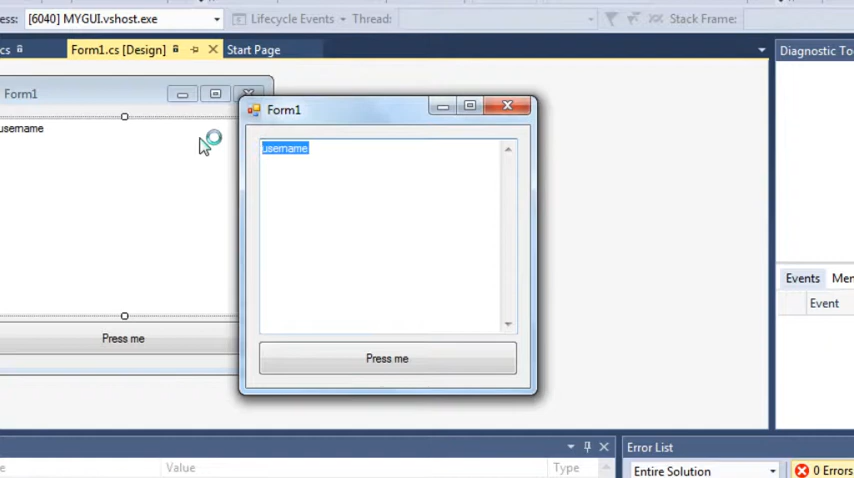 ess: [6040] MYGUI.vshost.exe Lifecycle Events Thread: Stack Frame:
cs Form1.cs [Design] Start Page Diagnostic To
Form1
username
Form1
username
Press me
Press me
Events Mer
Event
Error List
e Value Type
Entire Solution 0 Errors